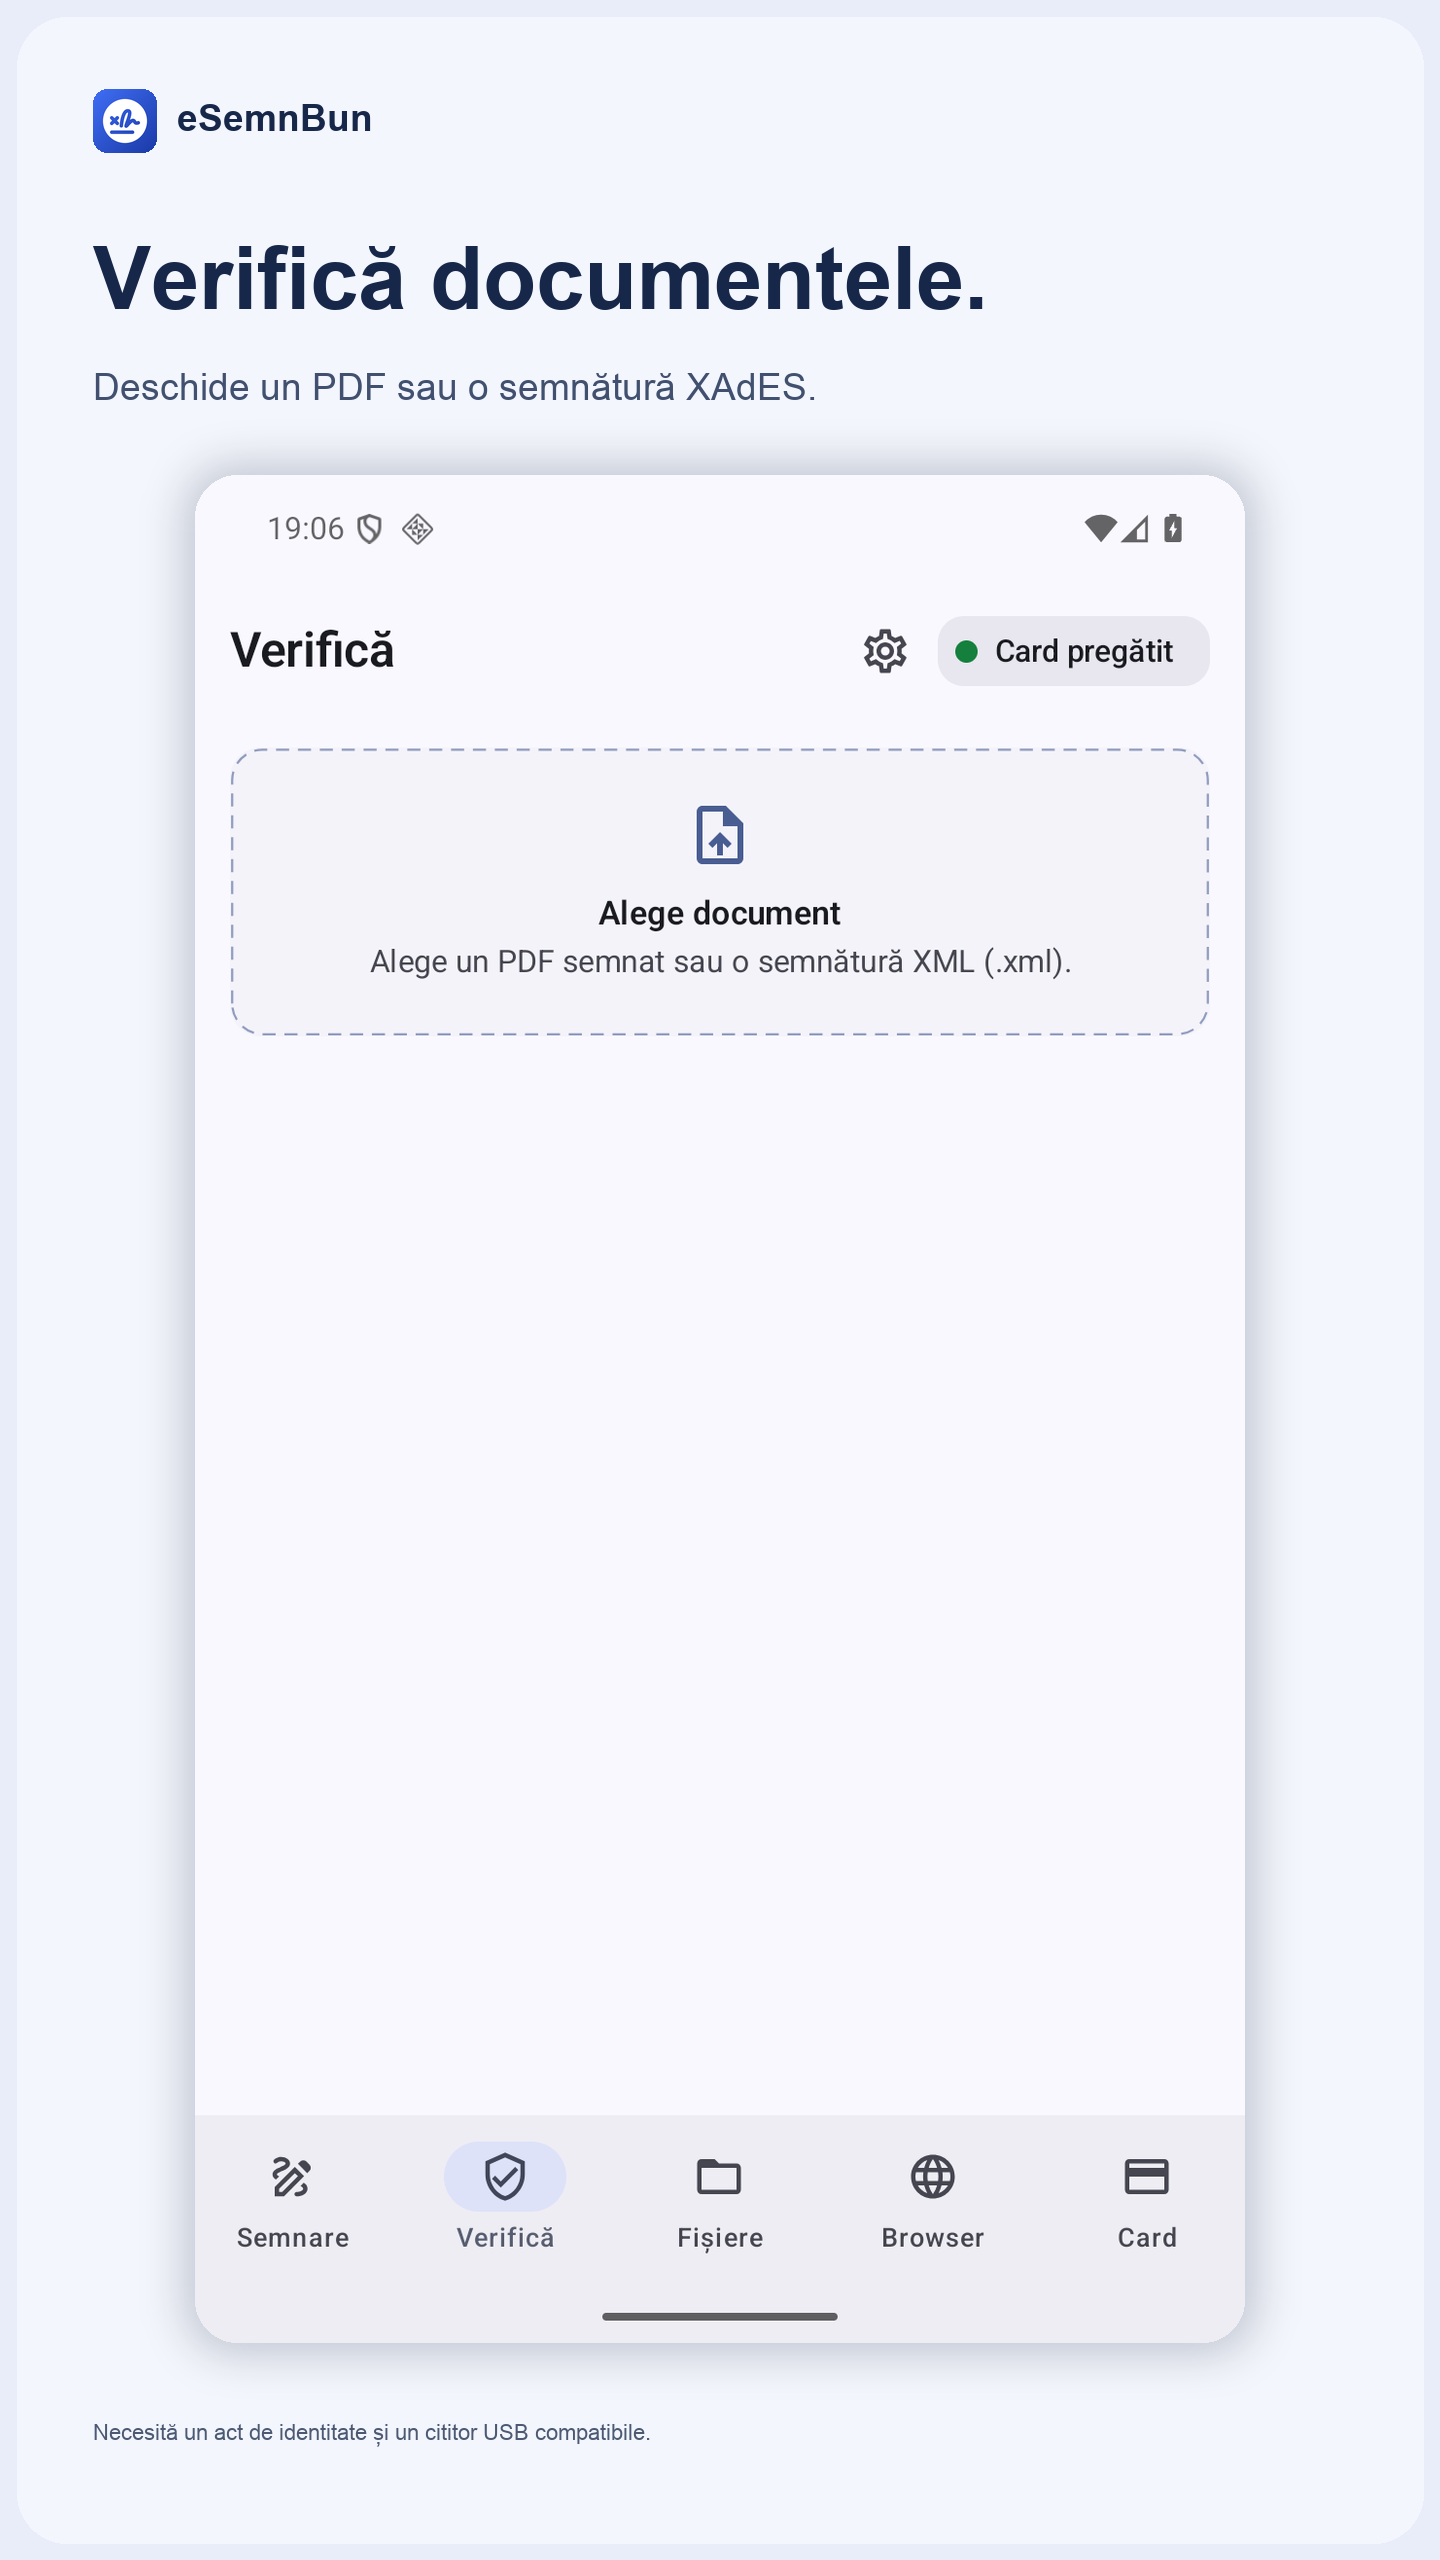 eSemnBun
Verifică documentele.
Deschide un PDF sau o semnătură XAdES.
19:06
Verifică
Card pregătit
Alege document
Alege un PDF semnat sau o semnătură XML (.xml).
Semnare
Verifică
Fișiere
Browser
Card
Necesită un act de identitate și un cititor USB compatibile.